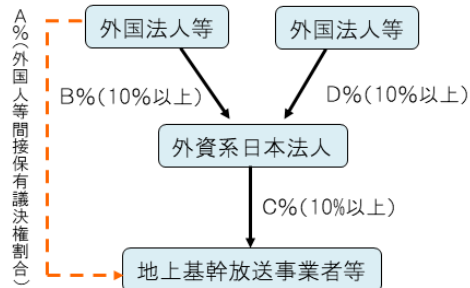 外国法人等
外国法人等
A％(外国人等間接保有議決権割合)
B％(10％以上)
D％(10％以上)
外資系日本法人
C％(10％以上)
地上基幹放送事業者等